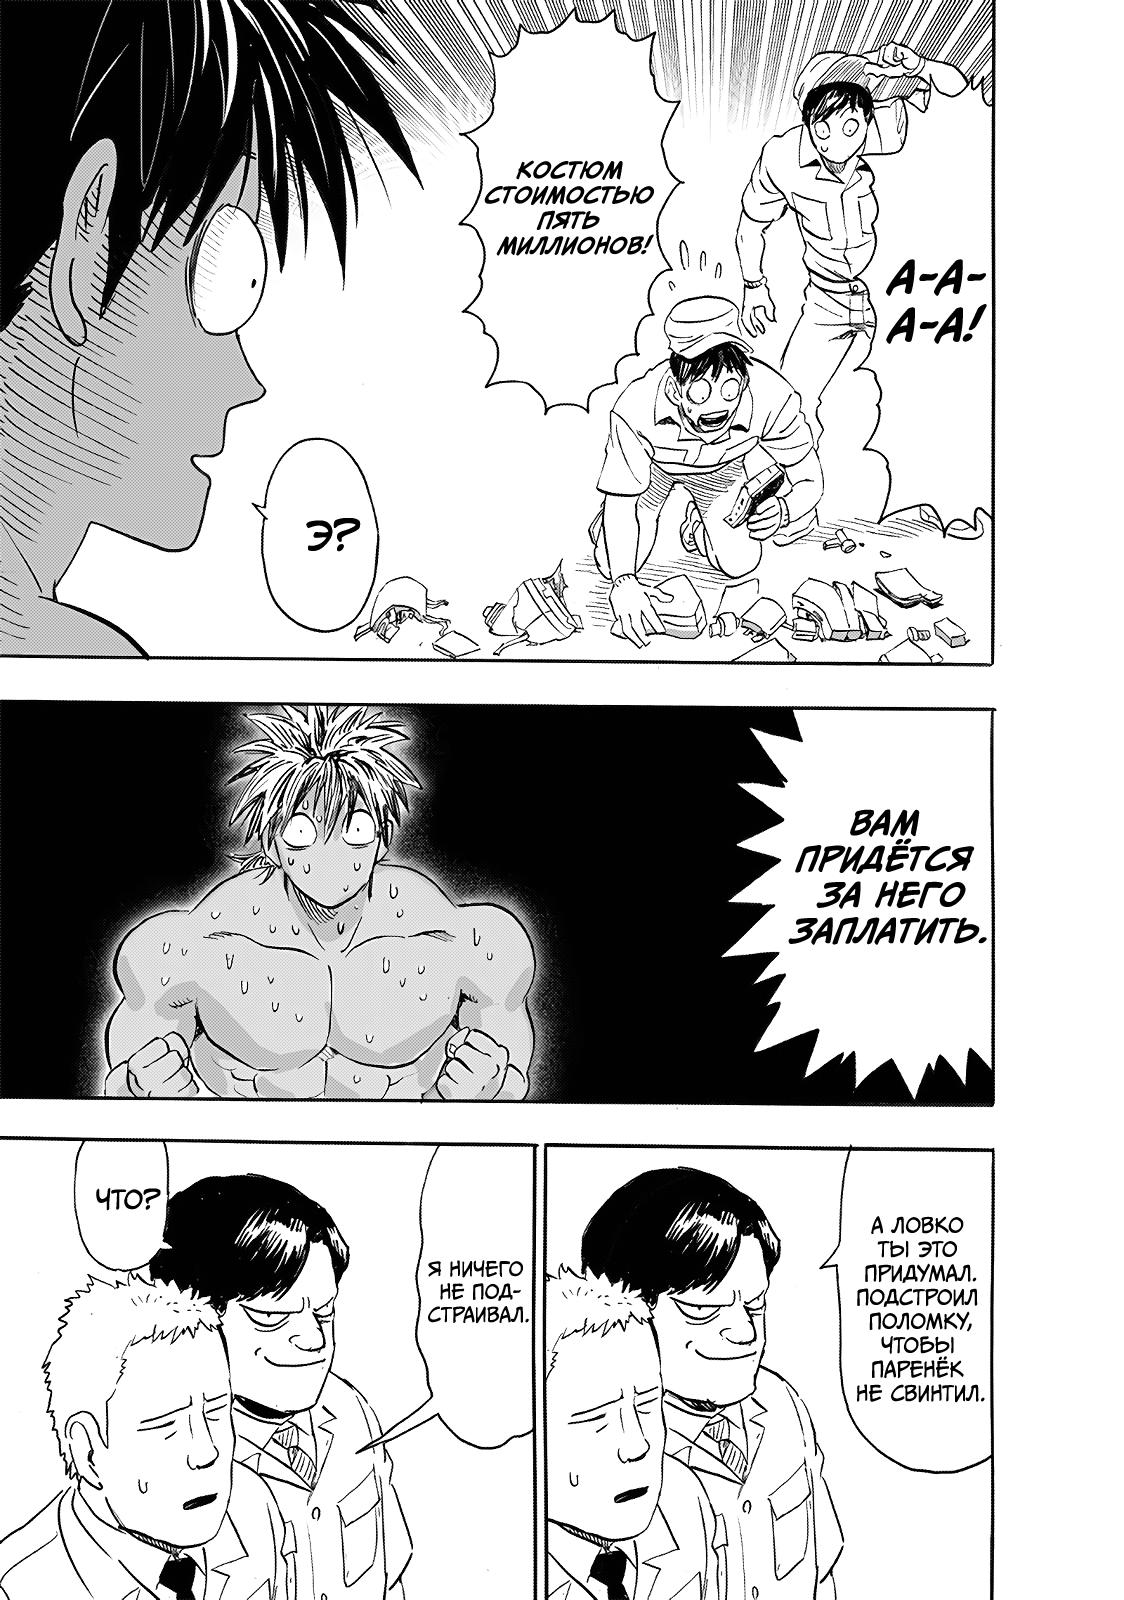 А-А-
А-А!
КОСТЮМ
СТОИМОСТЬЮ
ПЯТЬ
МИЛЛИОНОВ!
Э?
ВАМ
ПРИДЁТСЯ
ЗА НЕГО
ЗАПЛАТИТЬ.
А ЛОВКО
ТЫ ЭТО
ПРИДУМАЛ.
ПОДСТРОИЛ
ПОЛОМКУ,
ЧТОБЫ
ПАРЕНЁК
НЕ СВИНТИЛ.
Я НИЧЕГО
НЕ ПОД-
СТРАИВАЛ.
ЧТО?